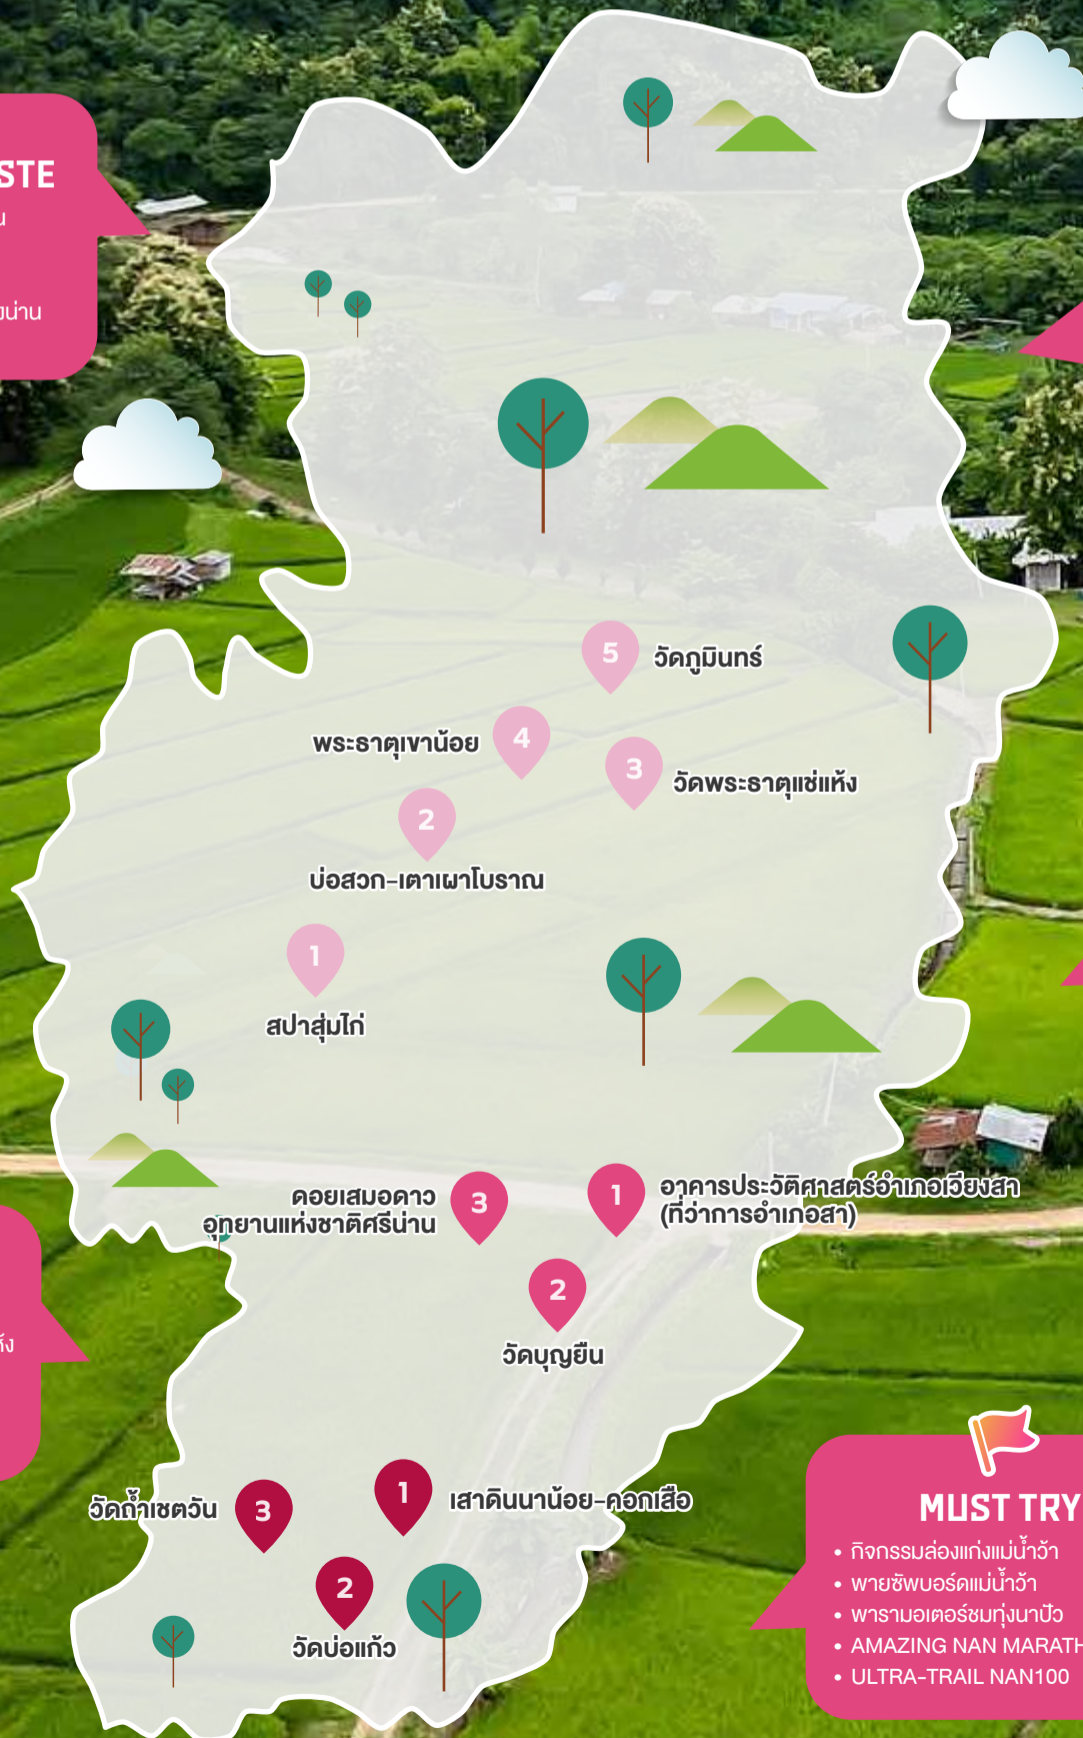 STE
น
งน่าน
5
วัดภูมินทร์
พระธาตุเขาน้อย
4
3
วัดพระธาตุแช่แห้ง
2
บ่อสวก-เตาเผาโบราณ
1
สปาสุ่มไก่
ดอยเสมอดาว
อุทยานแห่งชาติศรีน่าน
3
1
อาคารประวัติศาสตร์อำเภอเวียงสา
(ที่ว่าการอำเภอสา)
2
วัดบุญยืน
ห้ง
วัดถ้ำเชตวัน
3
1
เสาดินนาน้อย-คอกเสือ
2
วัดบ่อแก้ว
MUST TRY
• กิจกรรมล่องแก่งแม่น้ำว้า
• พายซัพบอร์ดแม่น้ำว้า
• พารามอเตอร์ชมทุ่งนาปัว
• AMAZING NAN MARATH
• ULTRA-TRAIL NAN100